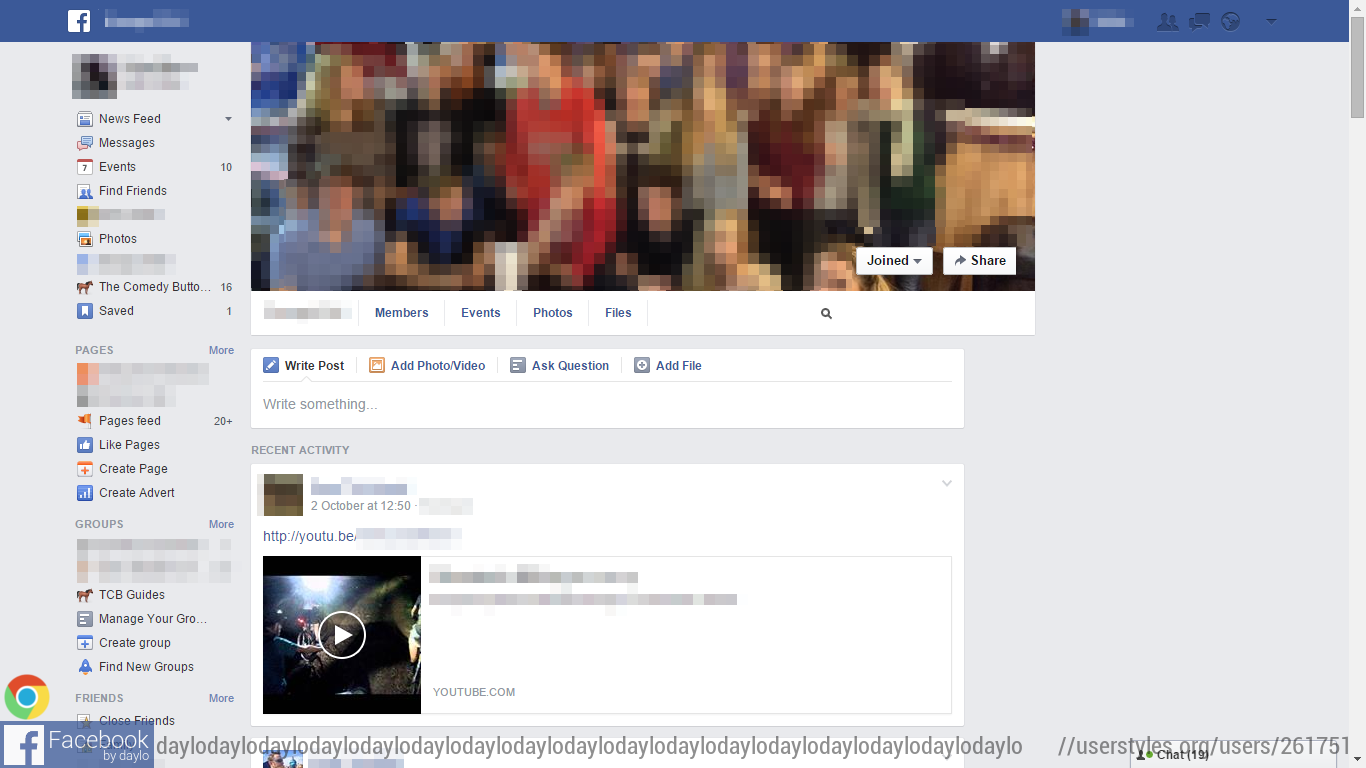 f
News Feed
Messages
7 Events 10
Find Friends
Photos
The Comedy Butto... 16
Saved 1
PAGES More
Pages feed 20+
Like Pages
Create Page
Create Advert
GROUPS More
TCB Guides
Manage Your Gro...
Create group
Find New Groups
FRIENDS More
Close Friends
Joined Share
Members Events Photos Files
Write Post Add Photo/Video Ask Question Add File
Write something...
RECENT ACTIVITY
2 October at 12:50 ·
http://youtu.be/
YOUTUBE.COM
Chat (19)
f Facebook
by daylo
daylodaylodaylodaylodaylodaylodaylodaylodaylodaylodaylodaylodaylodaylodaylodaylo
//userstyles.org/users/261751